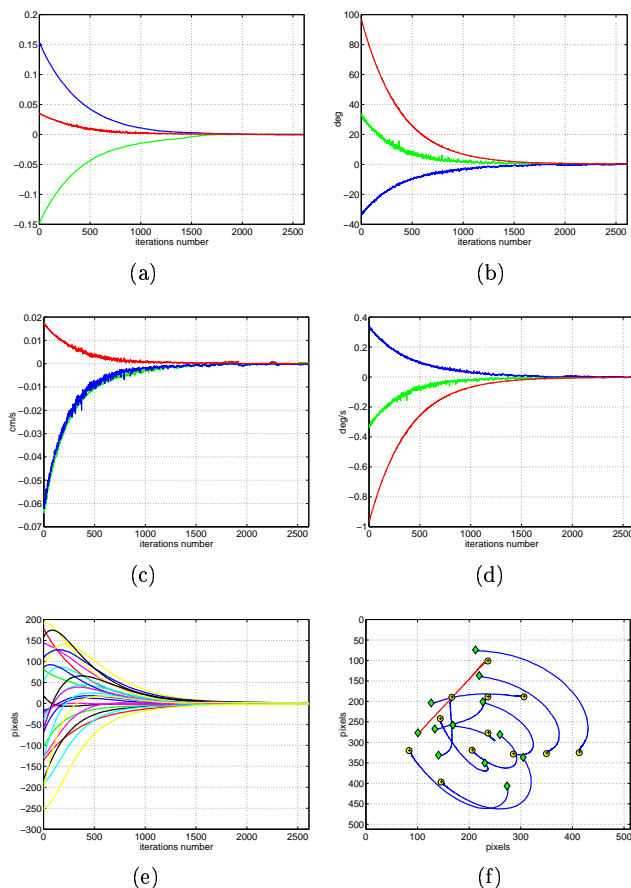 0.2
0.15
0.1
0.05
0
−0.05
−0.1
−0.15
0 500 1000 1500 2000 2500
iterations number
(a)
deg
100
80
60
40
20
0
−20
−40
0 500 1000 1500 2000 2500
iterations number
(b)
cm/s
0.02
0.01
0
−0.01
−0.02
−0.03
−0.04
−0.05
−0.06
−0.07
0 500 1000 1500 2000 2500
iterations number
(c)
deg/s
0.4
0.2
0
−0.2
−0.4
−0.6
−0.8
−1
0 500 1000 1500 2000 2500
iterations number
(d)
pixels
200
150
100
50
0
−50
−100
−150
−200
−250
−300
0 500 1000 1500 2000 2500
iterations number
(e)
pixels
0
50
100
150
200
250
300
350
400
450
500
0 100 200 300 400 500
pixels
(f)